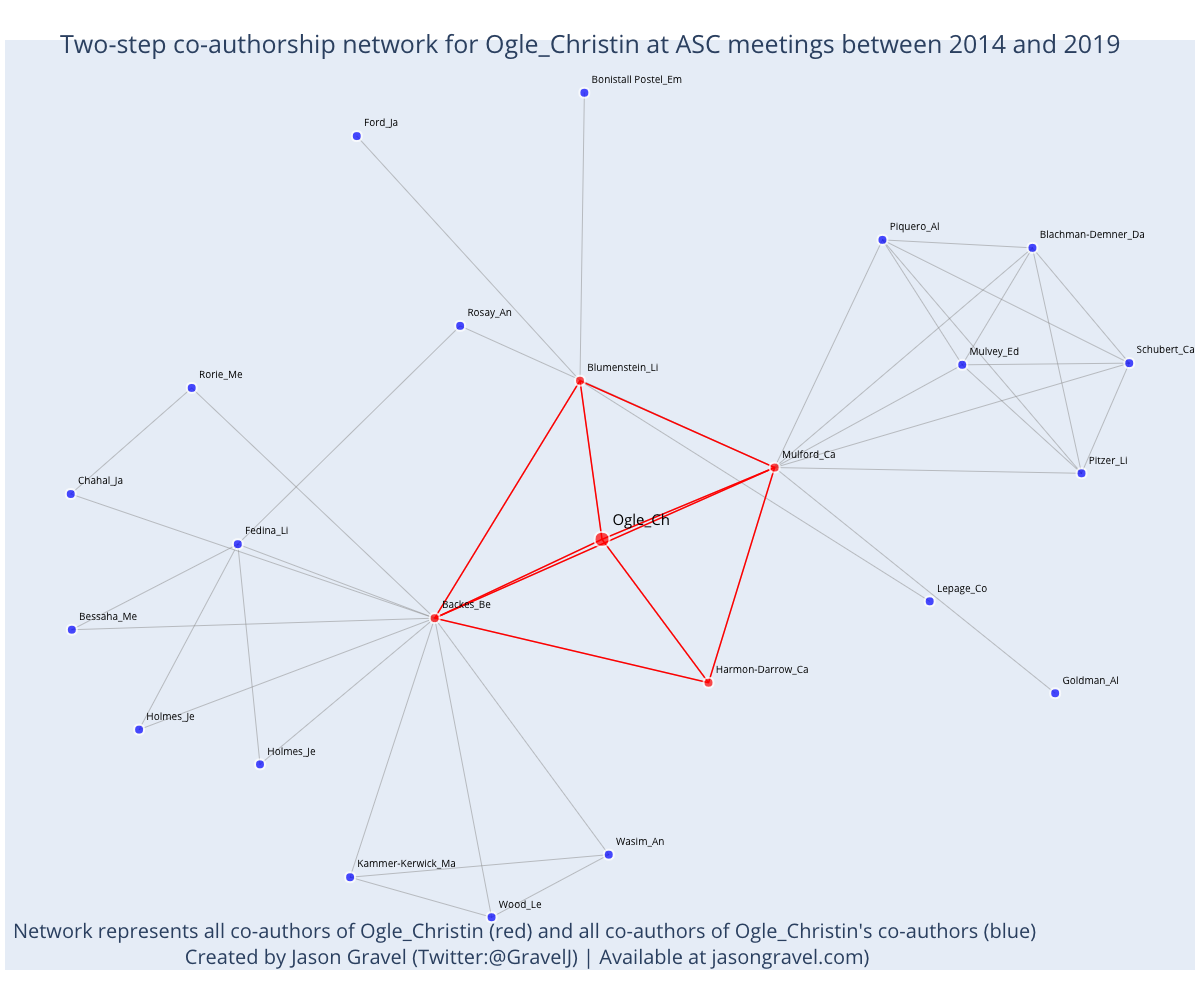 Two-step co-authorship network for Ogle_Christin at ASC meetings between 2014 and 2019
Bonistall Postel_Em
Ford_Ja
Piquero_Al
Blachman-Demner_Da
Rosay_An
Mulvey_Ed
Schubert_Ca
Blumenstein_Li
Rorie_Me
Mulford_Ca
Pitzer_Li
Chahal_Ja
Ogle_Ch
Fedina_Li
Lepage_Co
Backes_Be
Bessaha_Me
Harmon-Darrow_Ca
Goldman_Al
Holmes_Je
Holmes_Je
Wasim_An
Kammer-Kerwick_Ma
Wood_Le
Network represents all co-authors of Ogle_Christin (red) and all co-authors of Ogle_Christin's co-authors (blue)
Created by Jason Gravel (Twitter:@GravelJ) | Available at jasongravel.com)